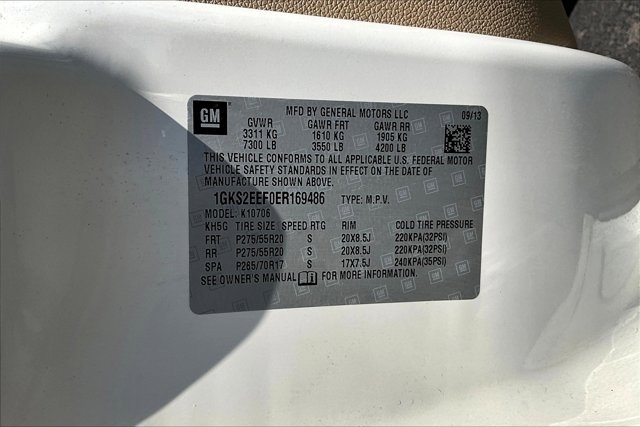 GM
MFD BY GENERAL MOTORS LLC 09/13
GVWR GAWR FRT GAWR RR
3311 KG 1610 KG 1905 KG
7300 LB 3550 LB 4200 LB
THIS VEHICLE CONFORMS TO ALL APPLICABLE U.S. FEDERAL MOTOR
VEHICLE SAFETY STANDARDS IN EFFECT ON THE DATE OF
MANUFACTURE SHOWN ABOVE.
1GKS2EEF0ER169486 TYPE: M.P.V.
MODEL: K10706
KH5G TIRE SIZE SPEED RTG RIM COLD TIRE PRESSURE
FRT P275/55R20 S 20X8.5J 220KPA(32PSI)
RR P275/55R20 S 20X8.5J 220KPA(32PSI)
SPA P265/70R17 S 17X7.5J 240KPA(35PSI)
SEE OWNER'S MANUAL FOR MORE INFORMATION.